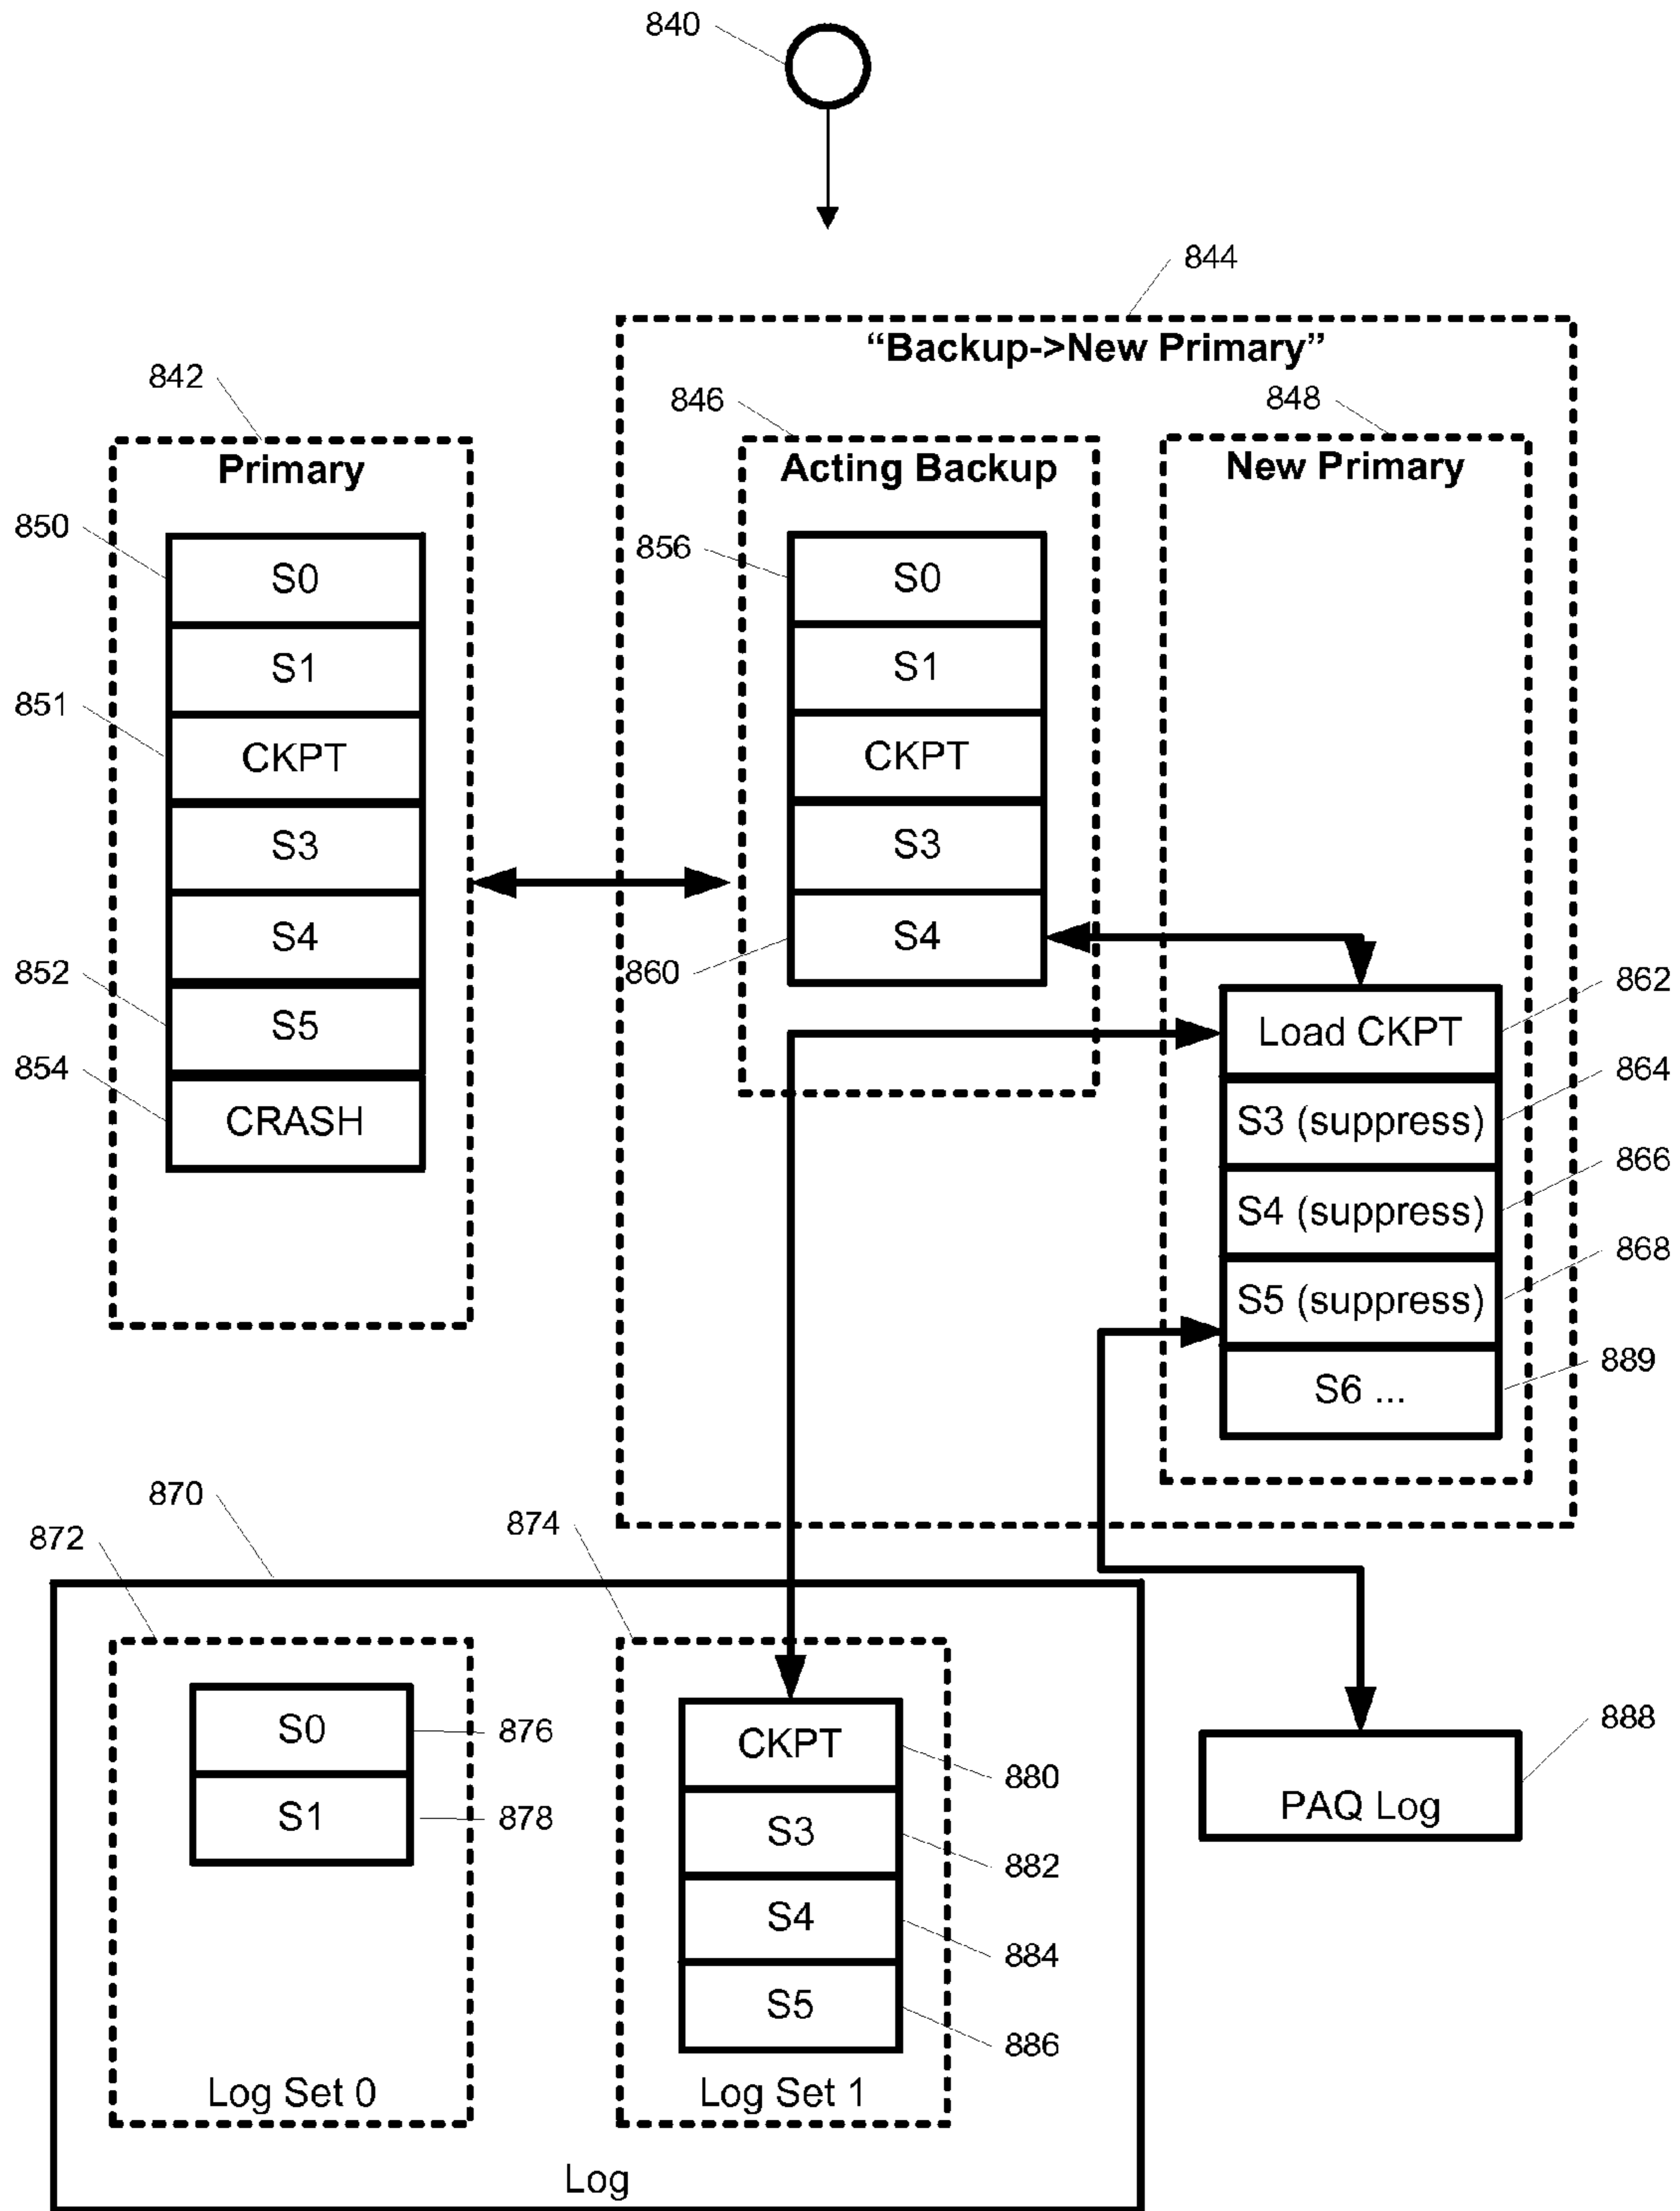 840
844
“Backup->New Primary”
842
846
848
Primary
Acting Backup
New Primary
850
S0
856
S0
S1
S1
851
CKPT
CKPT
S3
S3
S4
860
S4
852
S5
862
Load CKPT
854
CRASH
864
S3 (suppress)
866
S4 (suppress)
868
S5 (suppress)
889
S6 ...
870
872
874
S0
876
CKPT
880
888
S1
878
S3
882
PAQ Log
S4
884
S5
886
Log Set 0
Log Set 1
Log